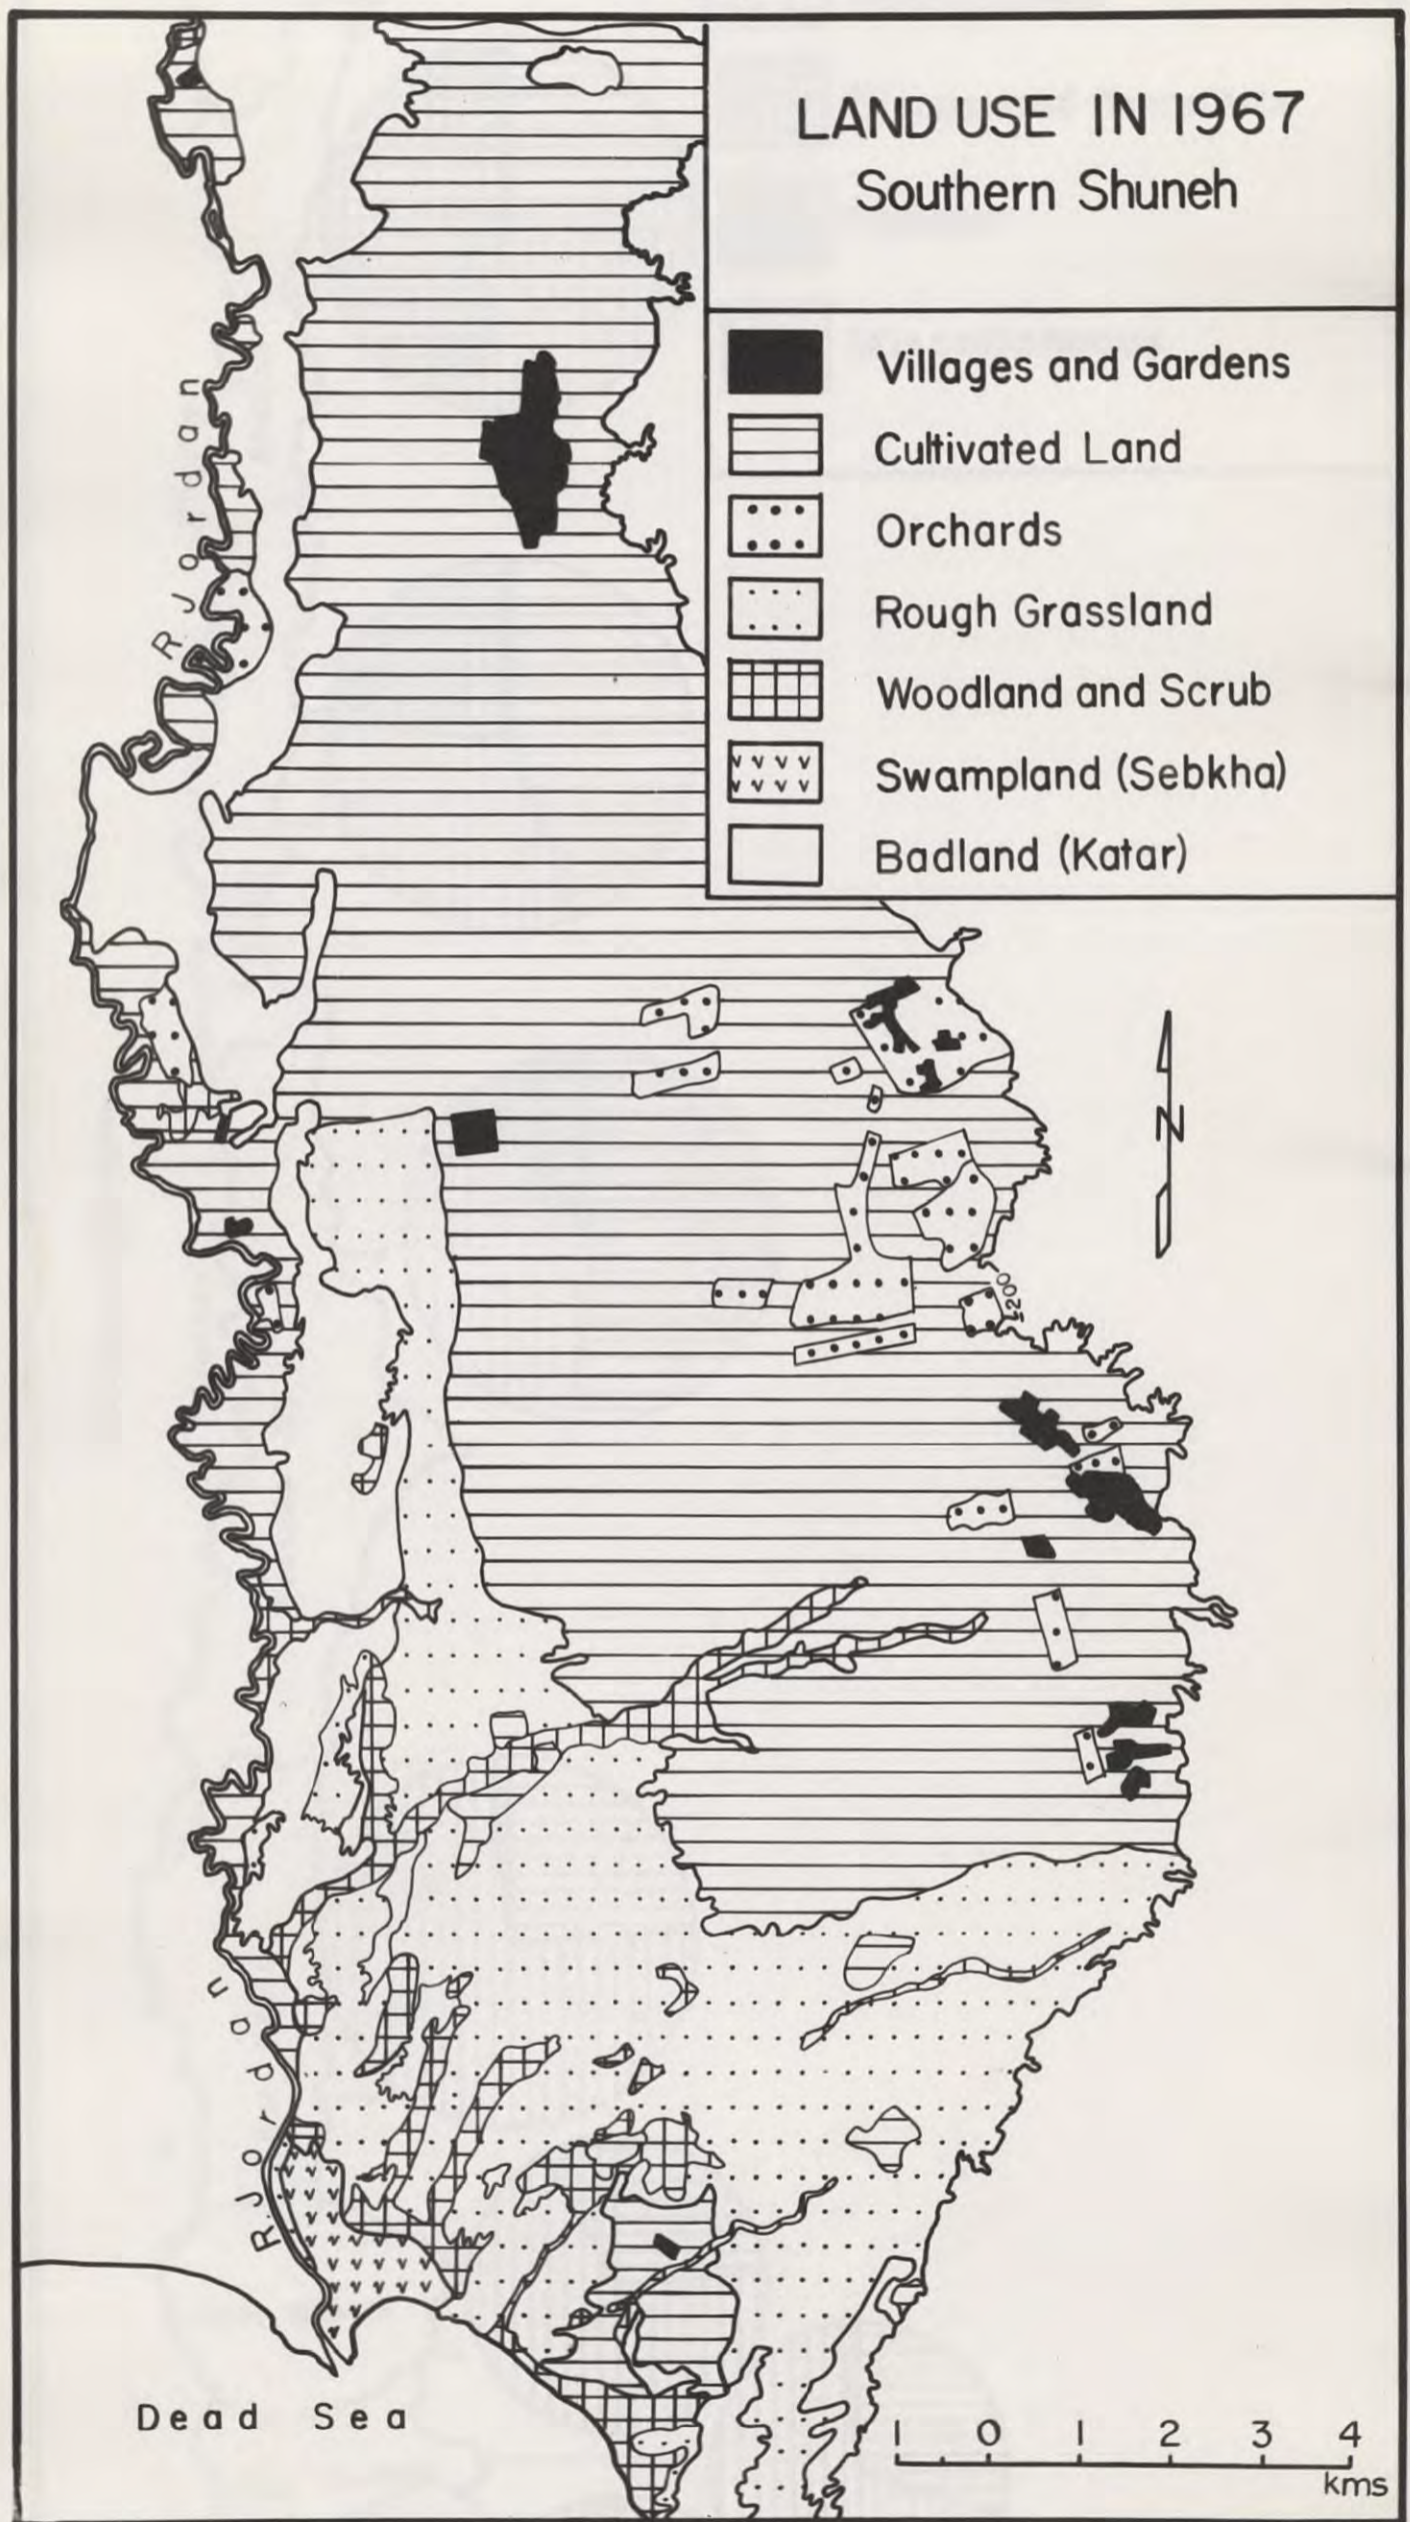 LAND USE IN 1967
Southern Shuneh
Villages and Gardens
Cultivated Land
Orchards
Rough Grassland
Woodland and Scrub
Swampland (Sebkha)
Badland (Katar)
R Jordan
N
R Jordan
Dead Sea
1 0 1 2 3 4
kms